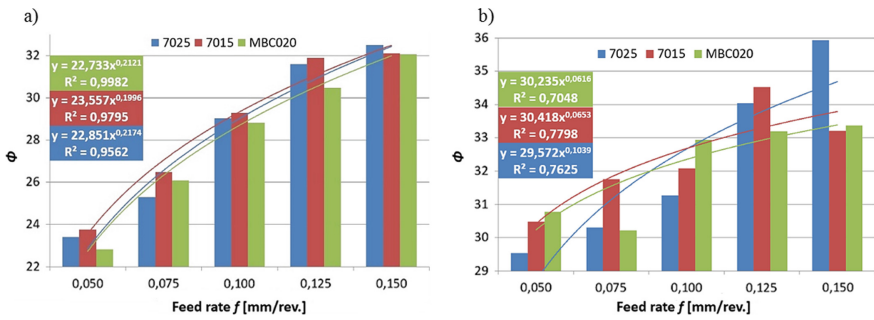 a)
7025 7015 MBC020
y = 22,733x^0,2121
R² = 0,9982
y = 23,557x^0,1996
R² = 0,9795
y = 22,851x^0,2174
R² = 0,9562
32
30
28
26
24
22
Φ
0,050 0,075 0,100 0,125 0,150
Feed rate f [mm/rev.]
b)
7025 7015 MBC020
y = 30,235x^0,0616
R² = 0,7048
y = 30,418x^0,0653
R² = 0,7798
y = 29,572x^0,1039
R² = 0,7625
36
35
34
33
32
31
30
29
Φ
0,050 0,075 0,100 0,125 0,150
Feed rate f [mm/rev.]